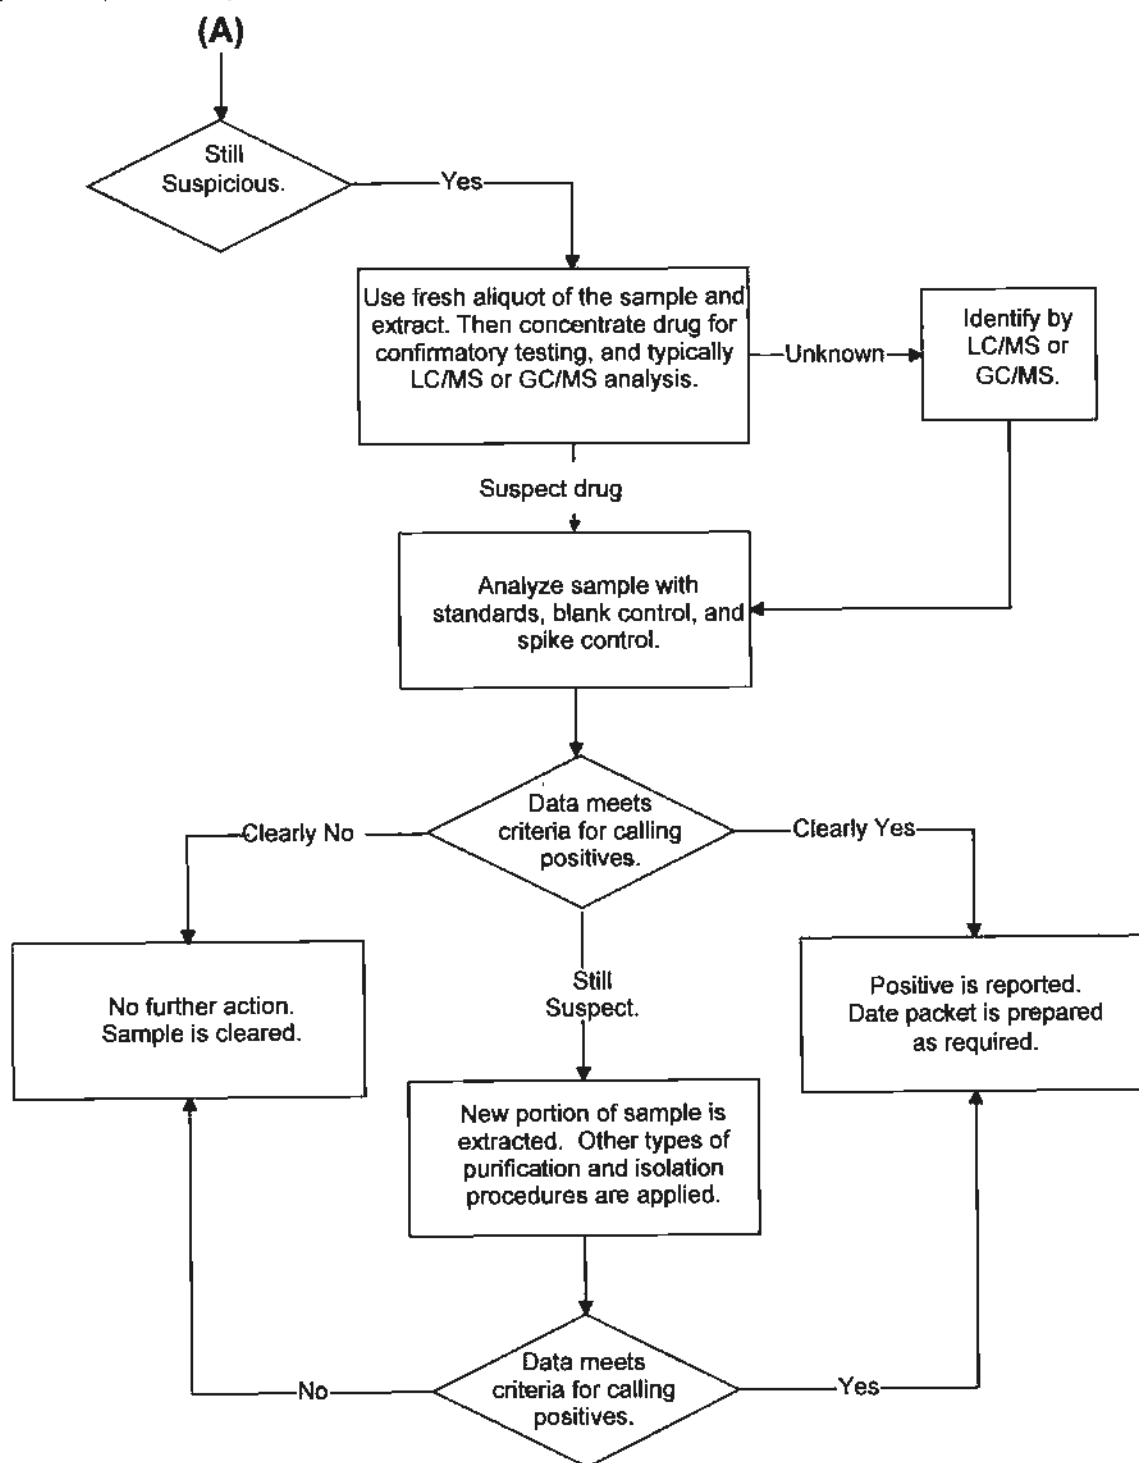 (A)
Still
Suspicious.
Yes
Use fresh aliquot of the sample and
extract. Then concentrate drug for
confirmatory testing, and typically
LC/MS or GC/MS analysis.
Unknown
Identify by
LC/MS or
GC/MS.
Suspect drug
Analyze sample with
standards, blank control, and
spike control.
Data meets
criteria for calling
positives.
Clearly No
Clearly Yes
No further action.
Sample is cleared.
Still
Suspect.
Positive is reported.
Date packet is prepared
as required.
New portion of sample is
extracted. Other types of
purification and isolation
procedures are applied.
Data meets
criteria for calling
positives.
No
Yes